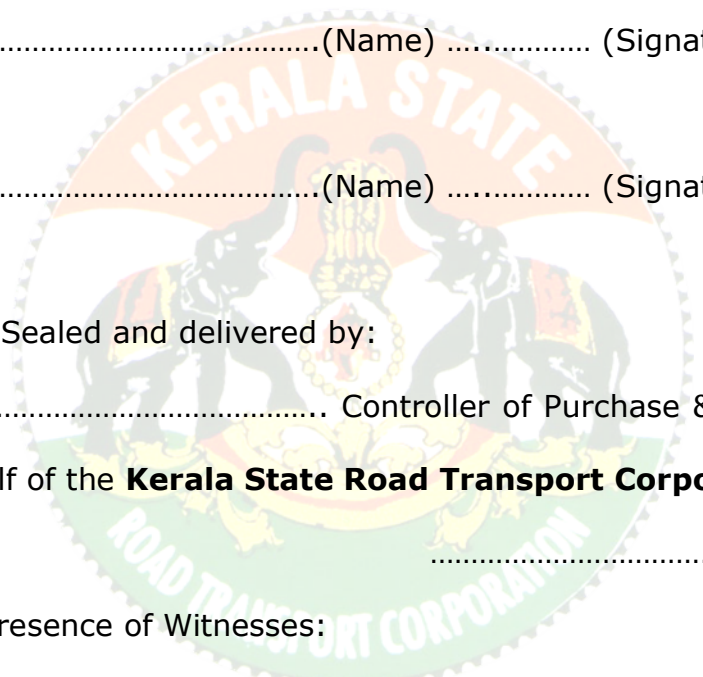 ……………………………….(Name) …..………… (Signat
KERALA STATE
……………………………….(Name) …..………… (Signat
Sealed and delivered by:
……………………………….. Controller of Purchase &
lf of the Kerala State Road Transport Corpo
……………………………
ROAD TRANSPORT CORPORATION
resence of Witnesses: